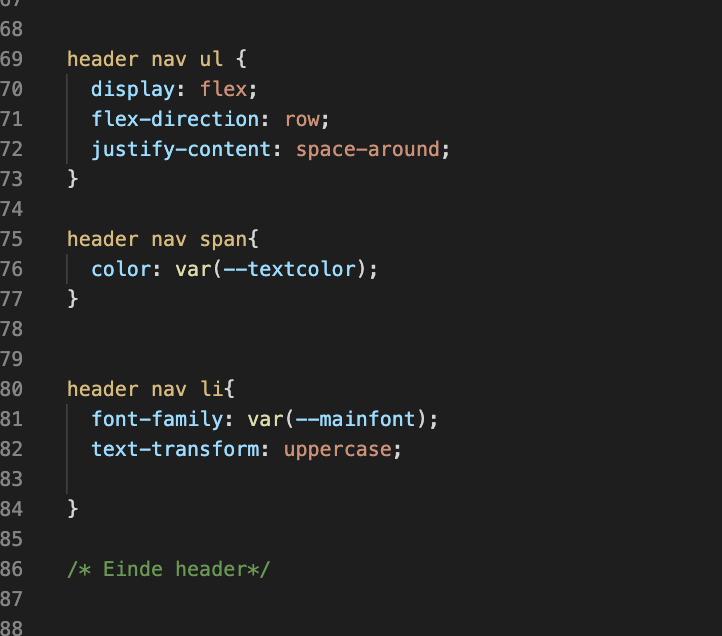 67
68
69 header nav ul {
70 display: flex;
71 flex-direction: row;
72 justify-content: space-around;
73 }
74
75 header nav span{
76 color: var(--textcolor);
77 }
78
79
80 header nav li{
81 font-family: var(--mainfont);
82 text-transform: uppercase;
83
84 }
85
86 /* Einde header*/
87
88